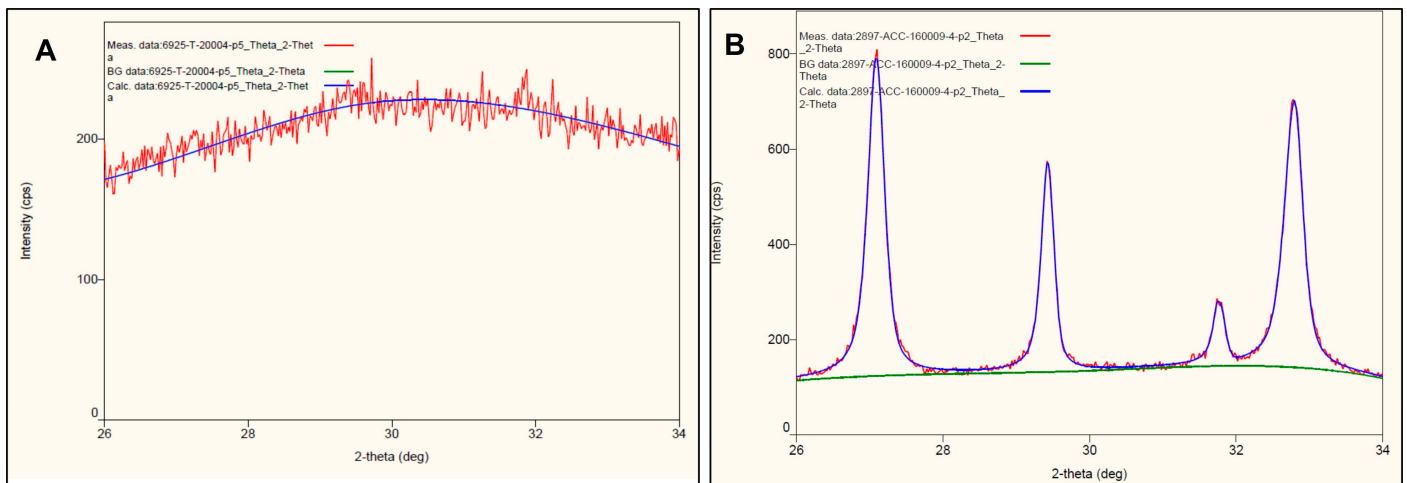 A
Meas. data:6925-T-20004-p5_Theta_2-Thet
a
BG data:6925-T-20004-p5_Theta_2-Theta
Calc. data:6925-T-20004-p5_Theta_2-Thet
a
Intensity (cps)
200
100
0
26
28
30
32
34
2-theta (deg)
B
Meas. data:2897-ACC-160009-4-p2_Theta
_2-Theta
BG data:2897-ACC-160009-4-p2_Theta_2-
Theta
Calc. data:2897-ACC-160009-4-p2_Theta_
2-Theta
Intensity (cps)
800
600
400
200
0
26
28
30
32
34
2-theta (deg)